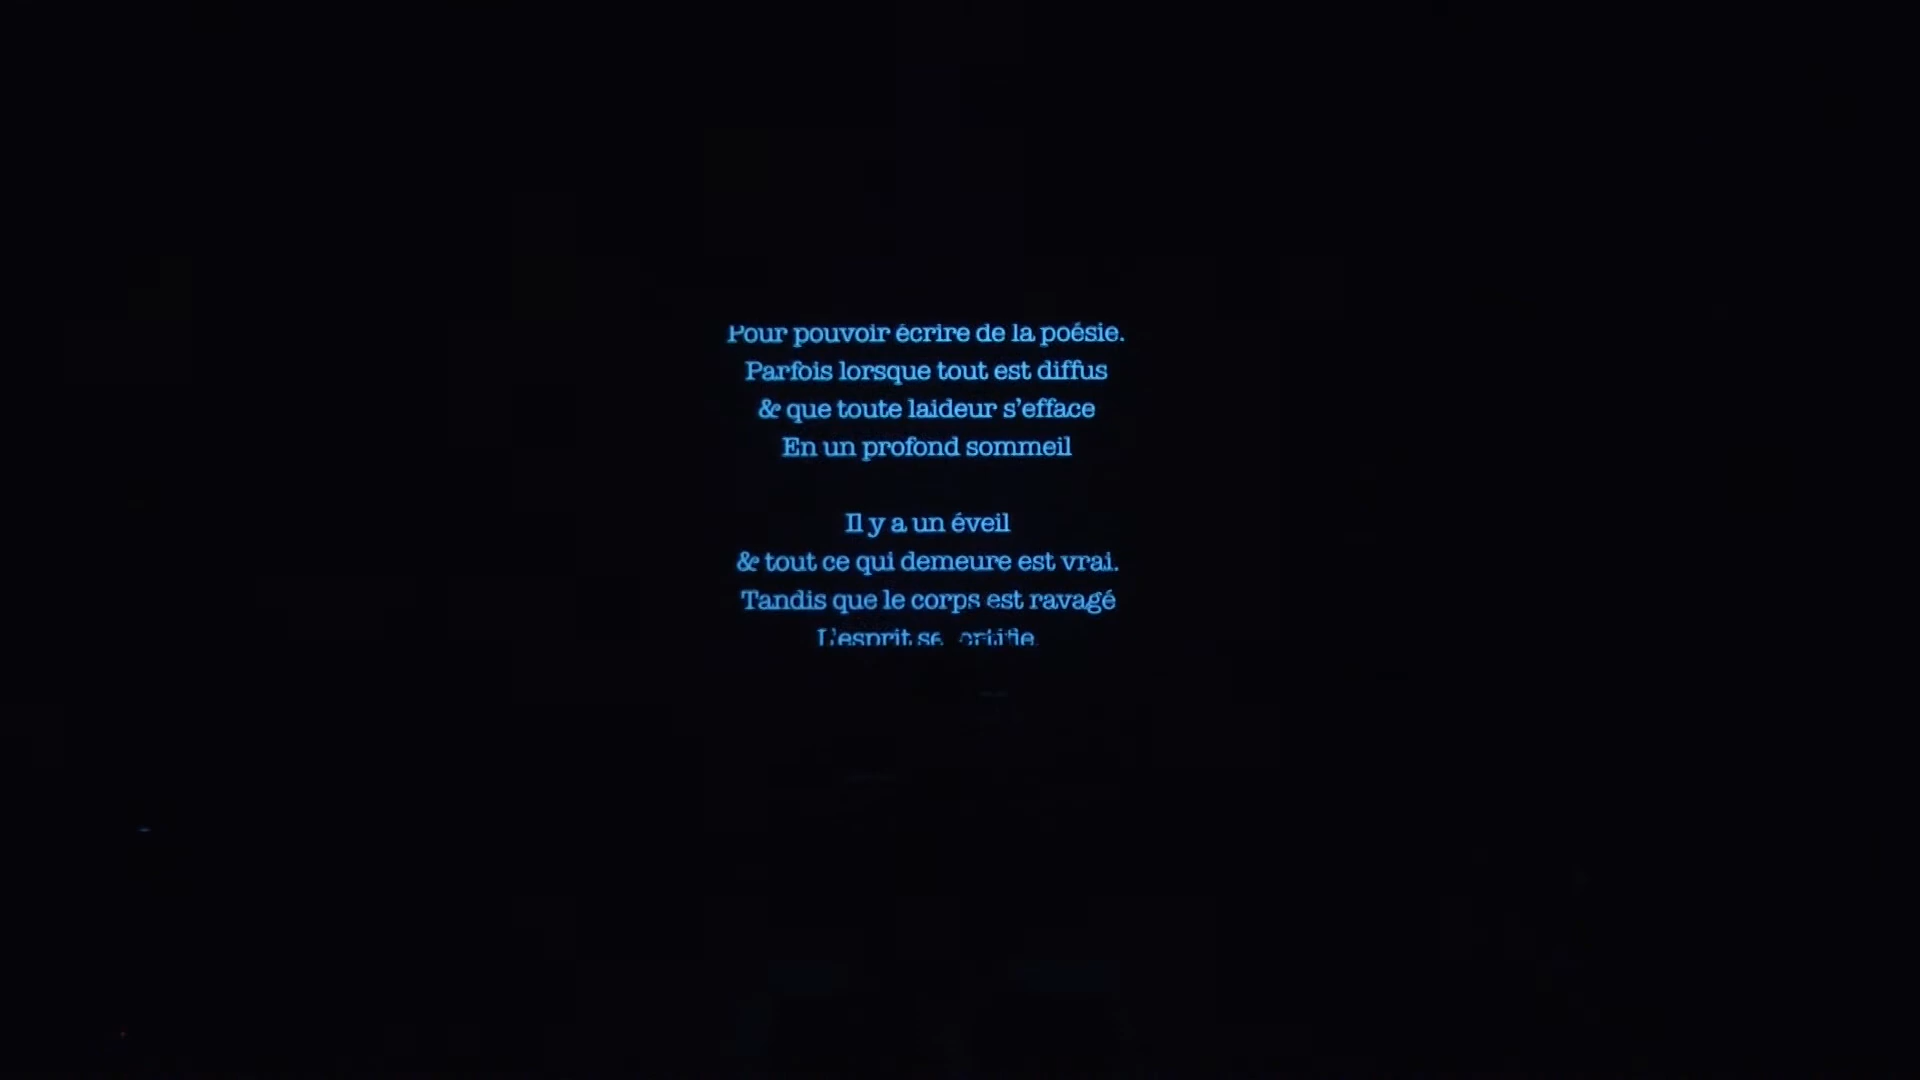 Pour pouvoir écrire de la poésie.
Parfois lorsque tout est diffus
& que toute laideur s'efface
En un profond sommeil
Il y a un éveil
& tout ce qui demeure est vrai.
Tandis que le corps est ravagé
L'esprit se